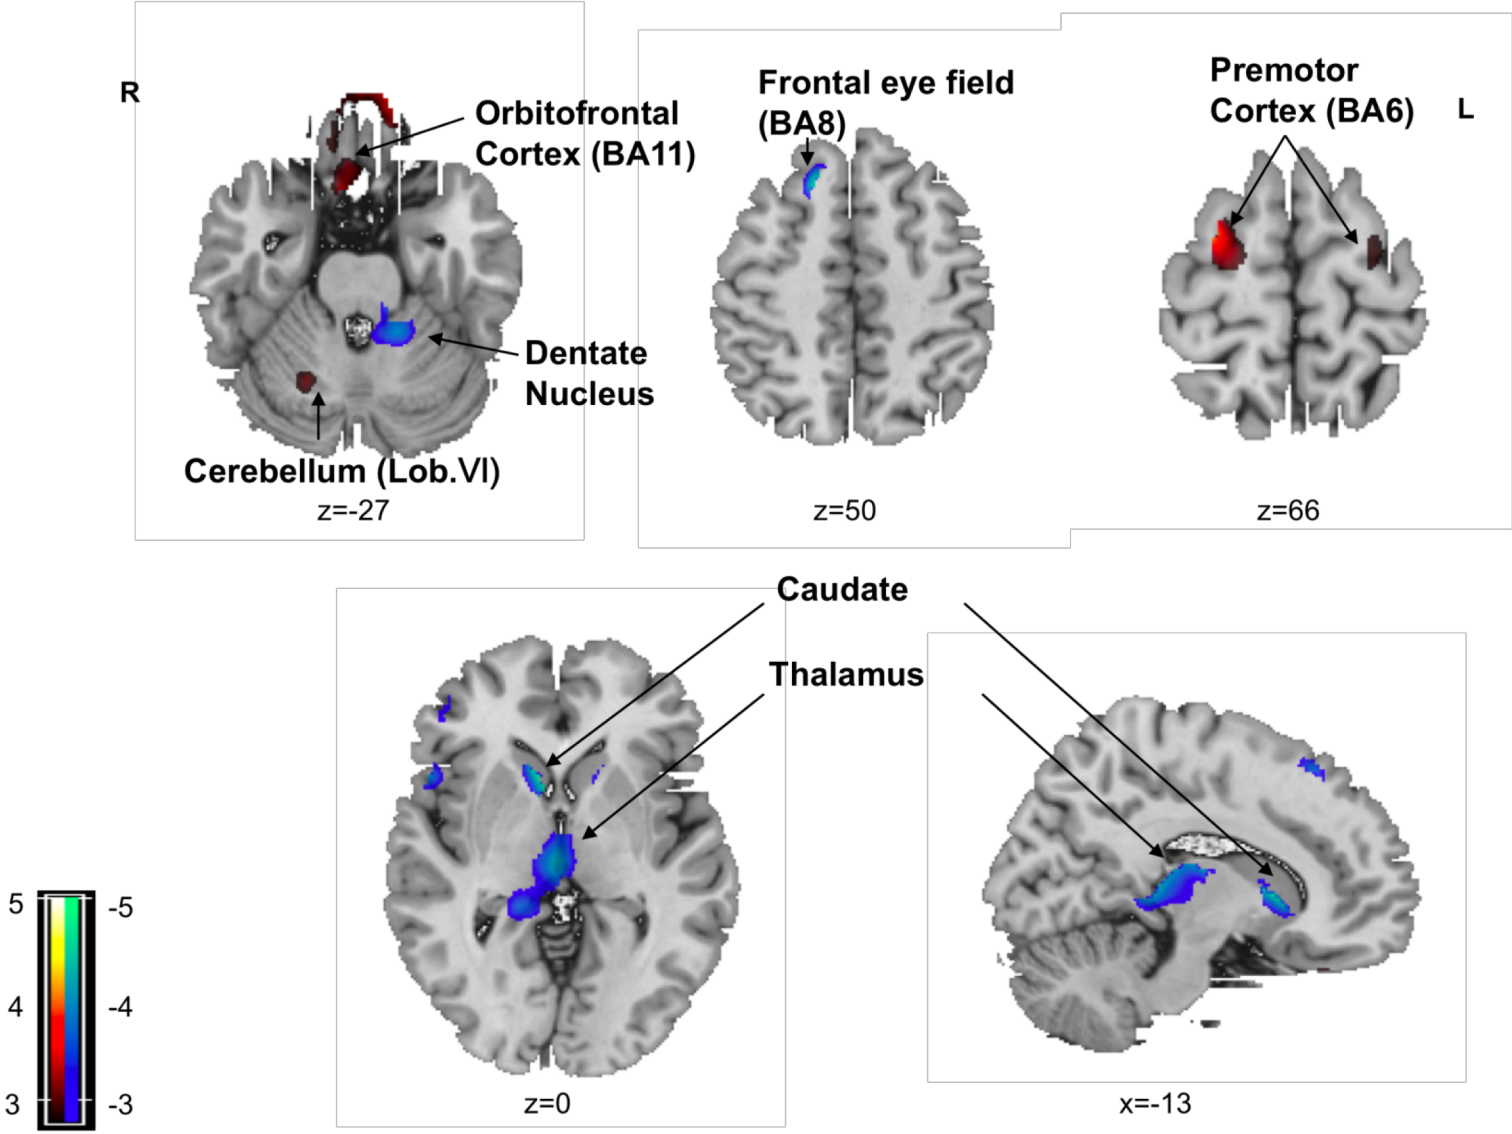 R
Orbitofrontal
Cortex (BA11)
Frontal eye field
(BA8)
Premotor
Cortex (BA6)
L
Dentate
Nucleus
Cerebellum (Lob.VI)
z=-27
z=50
z=66
Caudate
Thalamus
5
-5
4
-4
3
-3
z=0
x=-13